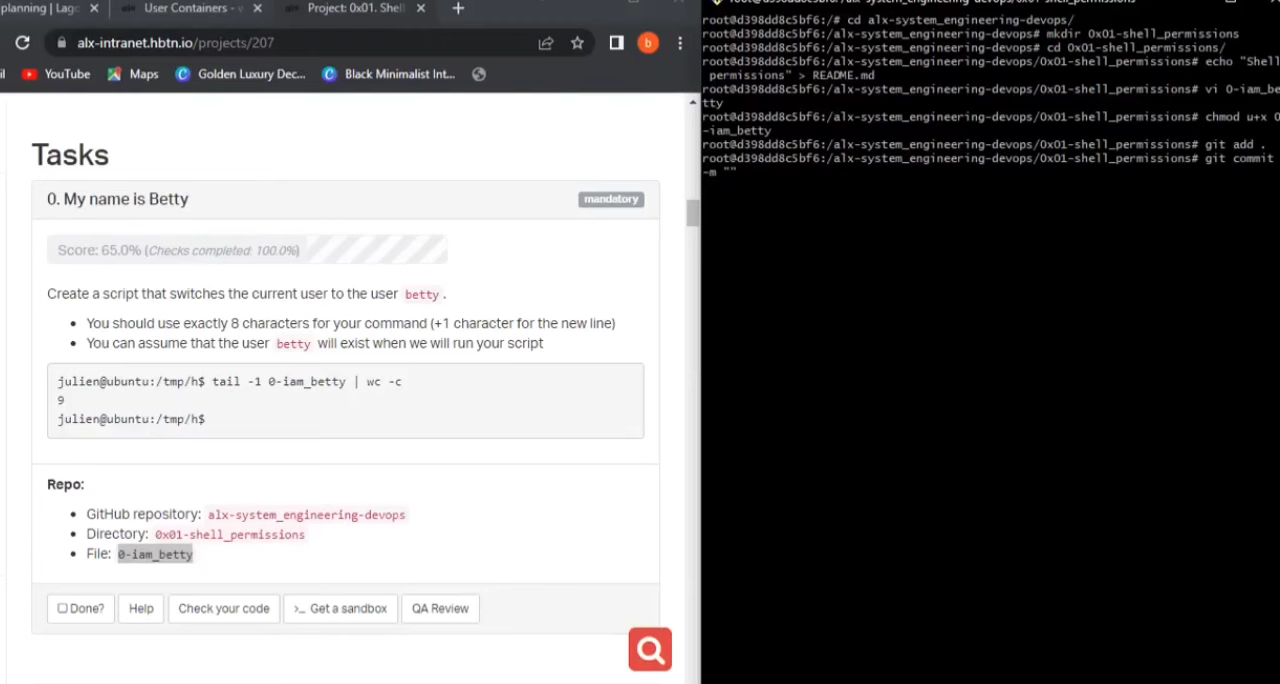 planning | Lago
User Containers - v
Project: 0x01. Shell
alx-intranet.hbtn.io/projects/207
b
YouTube
Maps
Golden Luxury Dec...
Black Minimalist Int...
Tasks
0. My name is Betty
mandatory
Score: 65.0% (Checks completed: 100.0%)
Create a script that switches the current user to the user betty.
You should use exactly 8 characters for your command (+1 character for the new line)
You can assume that the user betty will exist when we will run your script
julien@ubuntu:/tmp/h$ tail -1 0-iam_betty | wc -c
9
julien@ubuntu:/tmp/h$
Repo:
GitHub repository: alx-system_engineering-devops
Directory: 0x01-shell_permissions
File: 0-iam_betty
Done?
Help
Check your code
>_ Get a sandbox
QA Review
root@d398dd8c5bf6:/# cd alx-system_engineering-devops/
root@d398dd8c5bf6:/alx-system_engineering-devops# mkdir 0x01-shell_permissions
root@d398dd8c5bf6:/alx-system_engineering-devops# cd 0x01-shell_permissions/
root@d398dd8c5bf6:/alx-system_engineering-devops/0x01-shell_permissions# echo "Shell
permissions" > README.md
root@d398dd8c5bf6:/alx-system_engineering-devops/0x01-shell_permissions# vi 0-iam_be
tty
root@d398dd8c5bf6:/alx-system_engineering-devops/0x01-shell_permissions# chmod u+x 0
-iam_betty
root@d398dd8c5bf6:/alx-system_engineering-devops/0x01-shell_permissions# git add .
root@d398dd8c5bf6:/alx-system_engineering-devops/0x01-shell_permissions# git commit
-m ""